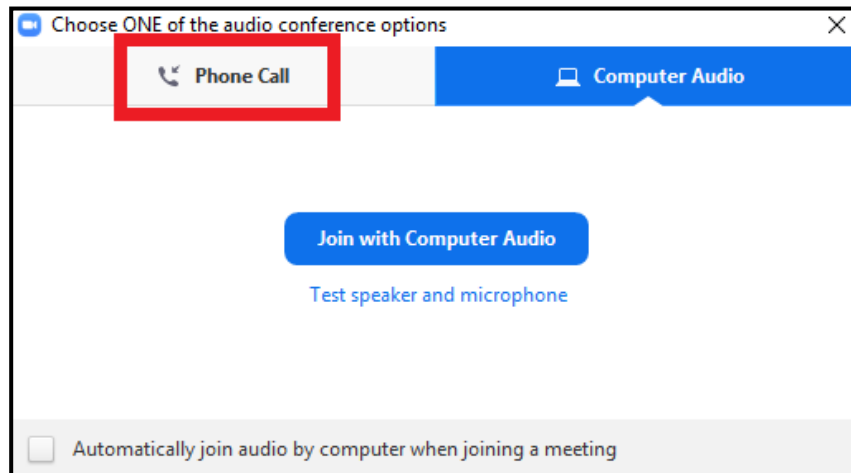 Choose ONE of the audio conference options
Phone Call
Computer Audio
Join with Computer Audio
Test speaker and microphone
Automatically join audio by computer when joining a meeting